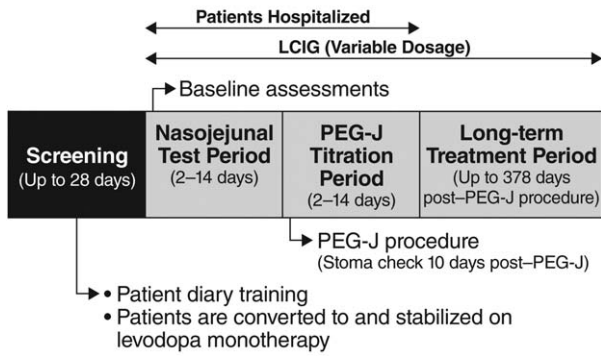 Patients Hospitalized
LCIG (Variable Dosage)
Baseline assessments
Screening
(Up to 28 days)
Nasojejunal
Test Period
(2–14 days)
PEG-J
Titration
Period
(2–14 days)
Long-term
Treatment Period
(Up to 378 days
post–PEG-J procedure)
PEG-J procedure
(Stoma check 10 days post–PEG-J)
• Patient diary training
• Patients are converted to and stabilized on
levodopa monotherapy